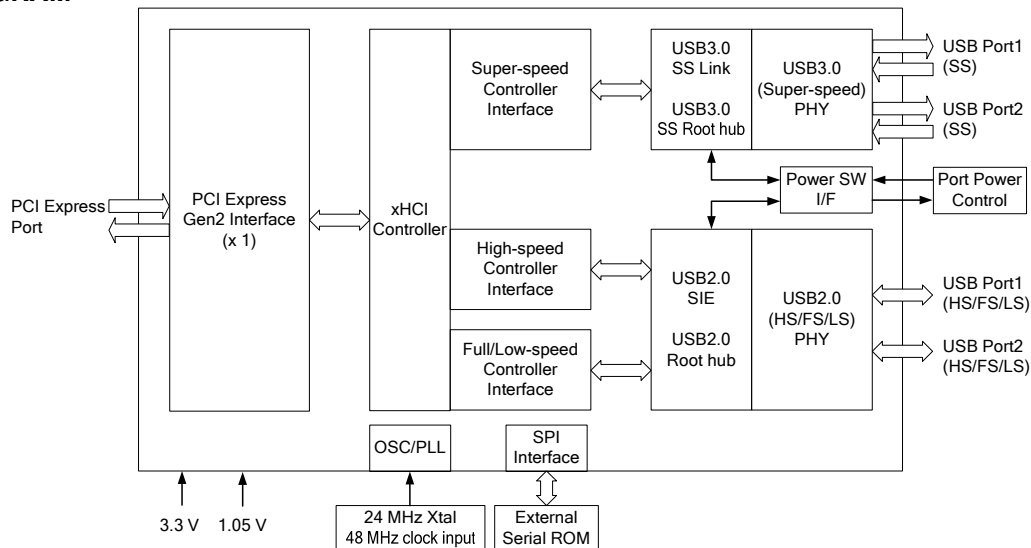 PCI Express
Port
PCI Express
Gen2 Interface
(x 1)
xHCI
Controller
Super-speed
Controller
Interface
High-speed
Controller
Interface
Full/Low-speed
Controller
Interface
USB3.0
SS Link
USB3.0
SS Root hub
USB3.0
(Super-speed)
PHY
USB Port1
(SS)
USB Port2
(SS)
Power SW
I/F
Port Power
Control
USB2.0
SIE
USB2.0
Root hub
USB2.0
(HS/FS/LS)
PHY
USB Port1
(HS/FS/LS)
USB Port2
(HS/FS/LS)
OSC/PLL
SPI
Interface
3.3 V
1.05 V
24 MHz Xtal
48 MHz clock input
External
Serial ROM